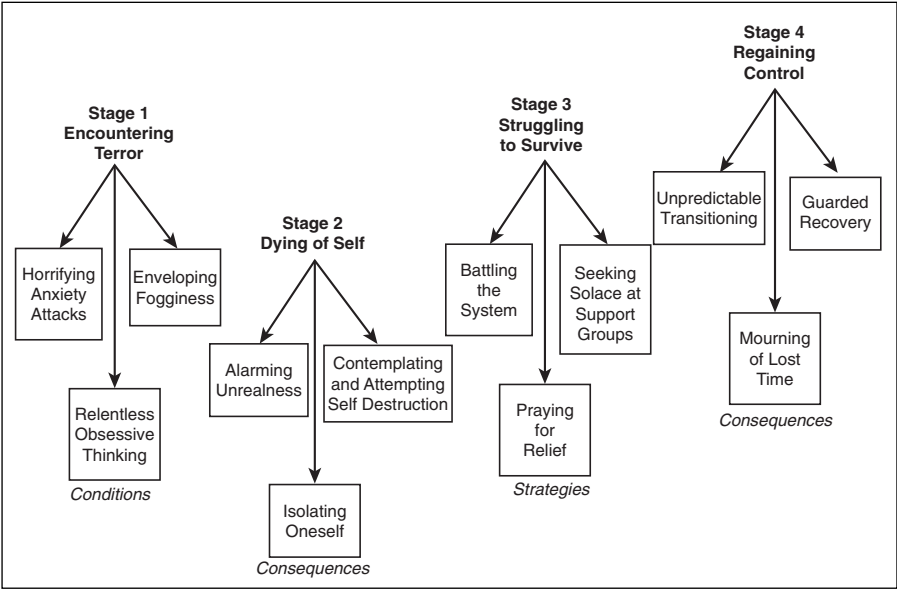 Stage 1
Encountering
Terror
Horrifying
Anxiety
Attacks
Enveloping
Fogginess
Relentless
Obsessive
Thinking
Conditions
Stage 2
Dying of Self
Alarming
Unrealness
Contemplating
and Attempting
Self Destruction
Isolating
Oneself
Consequences
Stage 3
Struggling
to Survive
Battling
the
System
Seeking
Solace at
Support
Groups
Praying
for
Relief
Strategies
Stage 4
Regaining
Control
Unpredictable
Transitioning
Guarded
Recovery
Mourning
of Lost
Time
Consequences